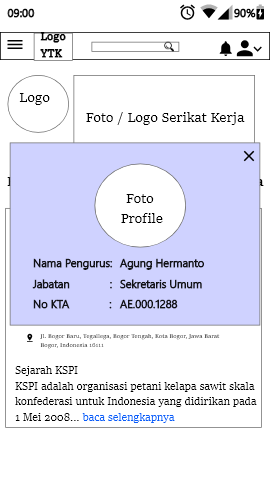 09:00
90%
Logo
YTK
Logo
Foto / Logo Serikat Kerja
Foto
Profile
Nama Pengurus: Agung Hermanto
Jabatan : Sekretaris Umum
No KTA : AE.000.1288
Jl. Bogor Baru, Tegallega, Bogor Tengah, Kota Bogor, Jawa Barat
Bogor, Indonesia 16111
Sejarah KSPI
KSPI adalah organisasi petani kelapa sawit skala
konfederasi untuk Indonesia yang didirikan pada
1 Mei 2008... baca selengkapnya